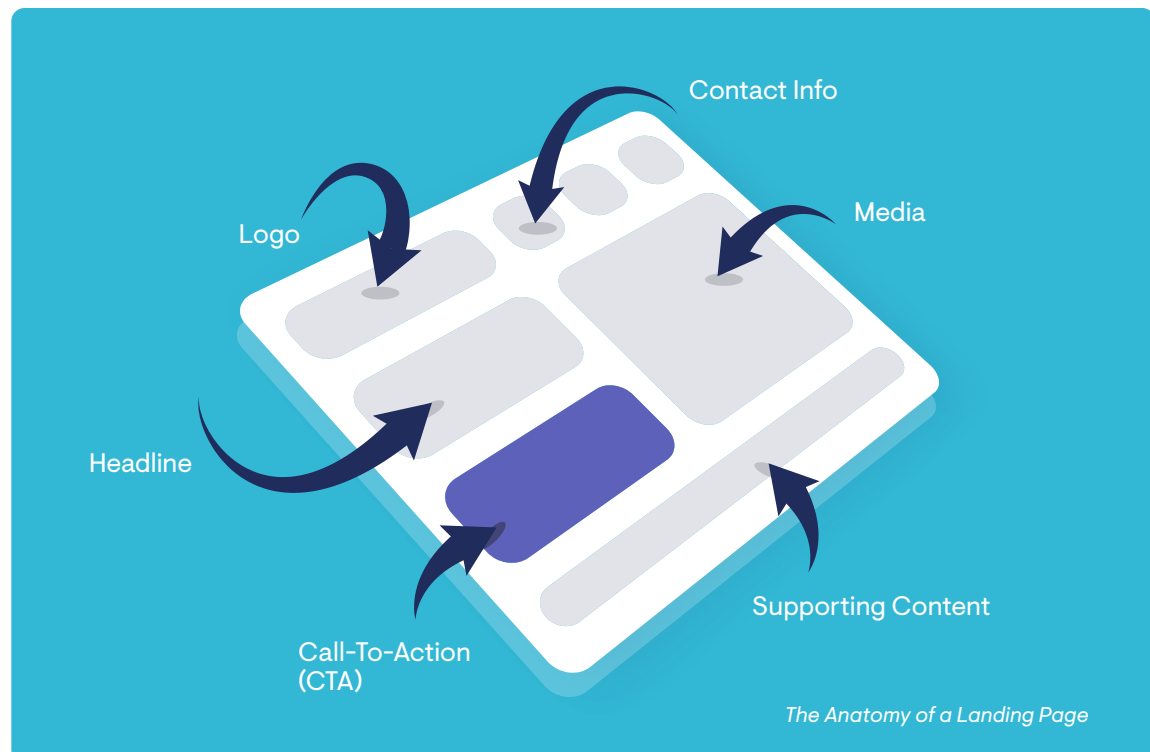 Contact Info
Media
Logo
Headline
Supporting Content
Call-To-Action
(CTA)
The Anatomy of a Landing Page